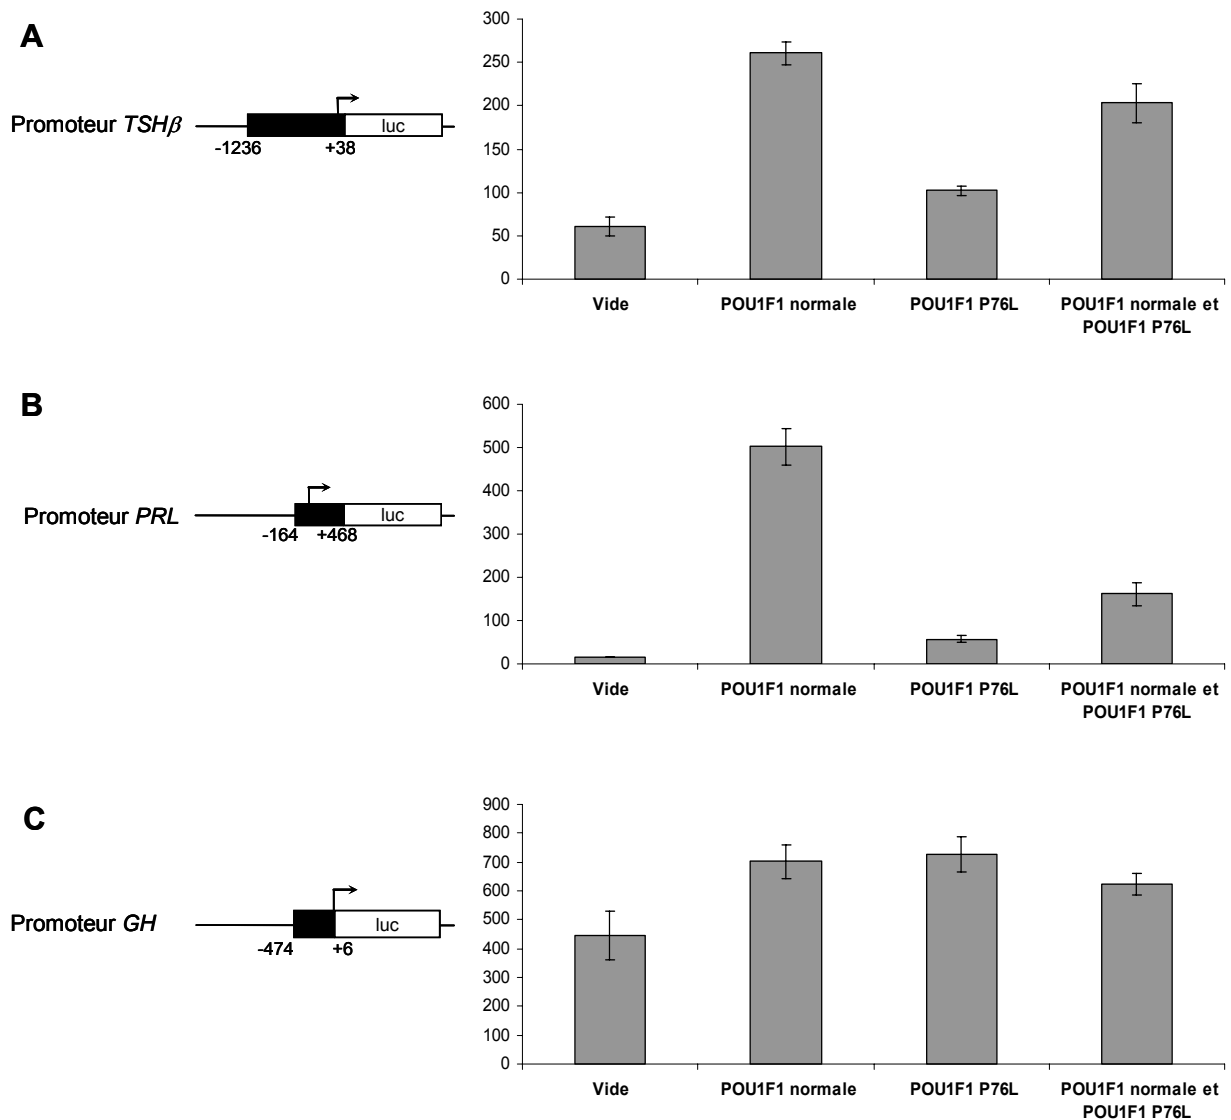 A
Promoteur TSHβ
luc
-1236 +38
300
250
200
150
100
50
0
Vide
POU1F1 normale
POU1F1 P76L
POU1F1 normale et
POU1F1 P76L
B
Promoteur PRL
luc
-164 +468
600
500
400
300
200
100
0
Vide
POU1F1 normale
POU1F1 P76L
POU1F1 normale et
POU1F1 P76L
C
Promoteur GH
luc
-474 +6
900
800
700
600
500
400
300
200
100
0
Vide
POU1F1 normale
POU1F1 P76L
POU1F1 normale et
POU1F1 P76L